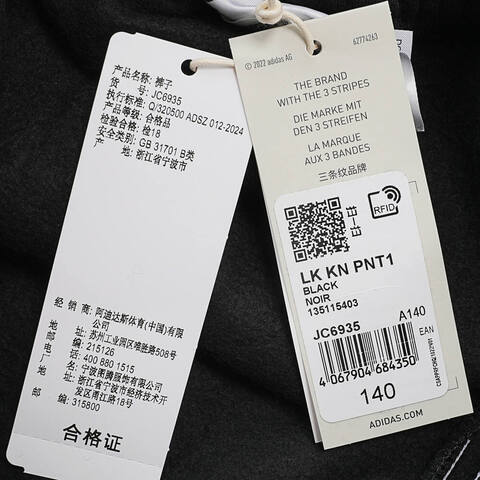 产品名称: 裤子
货 号: JC6935
执行标准: Q/320500 ADSZ 012-2024
产品等级: 合格品
检验合格: 检18
安全类别: GB 31701 B类
产 地: 浙江省宁波市
经 销 商: 阿迪达斯体育(中国)有限
公司
地 址: 苏州工业园区唯胜路508号
邮 编: 215126
电 话: 400 880 1515
厂 名: 宁波图腾服饰有限公司
地 址: 浙江省宁波市经济技术开
发区甬江路18号
邮 编: 315800
合格证
62774263
© 2022 adidas AG
THE BRAND
WITH THE 3 STRIPES
DIE MARKE MIT
DEN 3 STREIFEN
LA MARQUE
AUX 3 BANDES
三条纹品牌
13-13
RFID
LK KN PNT1
BLACK
NOIR
135115403
JC6935
A140
EAN
4 067904 684350
140
ADIDAS.COM